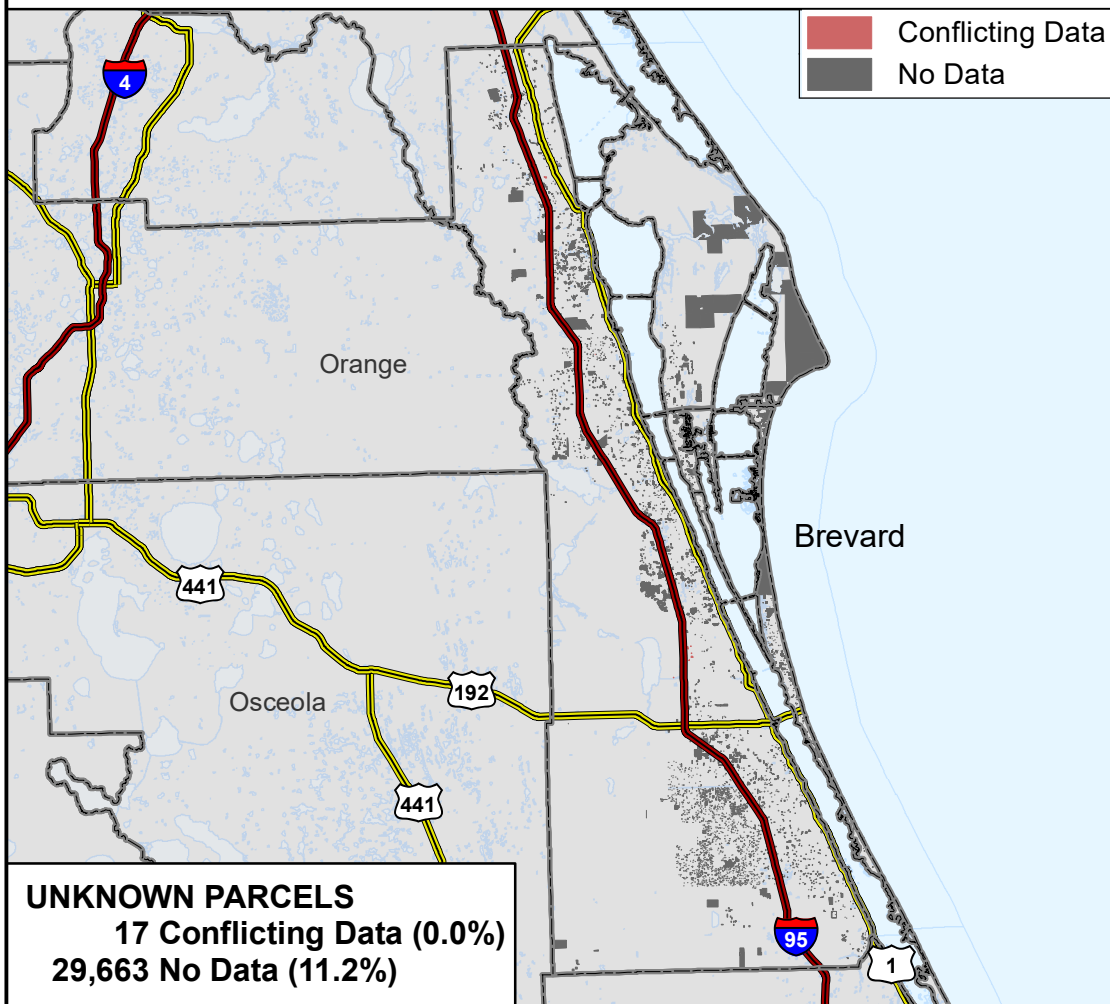 Conflicting Data
No Data
4
Orange
Brevard
441
192
Osceola
441
UNKNOWN PARCELS
17 Conflicting Data (0.0%)
29,663 No Data (11.2%)
95
1